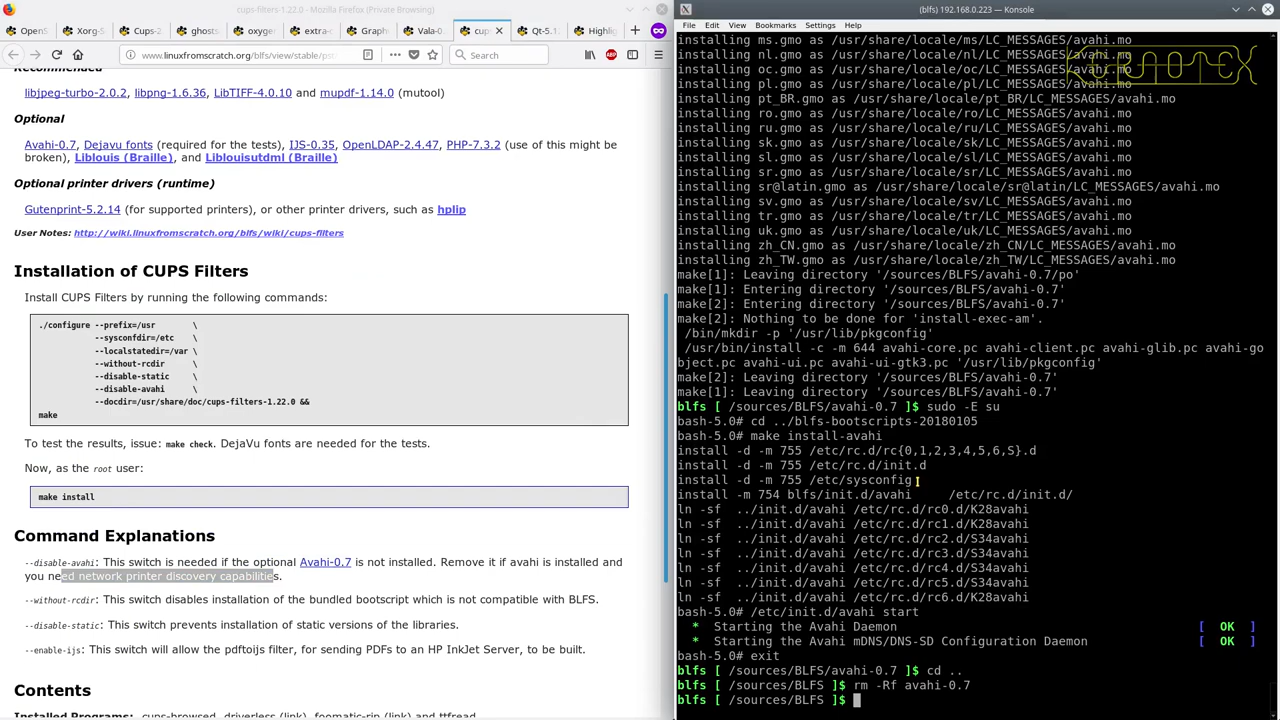 cups-filters-1.22.0 - Mozilla Firefox (Private Browsing)
OpenS
Xorg-S
Cups-2
ghosts
oxyger
extra-c
Vala-0.
cup
Qt-5.1
Highlig
www.linuxfromscratch.org/blfs/view/stable/pst
Search
Recommended
libjpeg-turbo-2.0.2, libpng-1.6.36, LibTIFF-4.0.10 and mupdf-1.14.0 (mutool)
Optional
Avahi-0.7, Dejavu fonts (required for the tests), IJS-0.35, OpenLDAP-2.4.47, PHP-7.3.2 (use of this might be
broken), Liblouis (Braille), and Liblouisutdml (Braille)
Optional printer drivers (runtime)
Gutenprint-5.2.14 (for supported printers), or other printer drivers, such as hplip
User Notes: http://wiki.linuxfromscratch.org/blfs/wiki/cups-filters
Installation of CUPS Filters
Install CUPS Filters by running the following commands:
./configure --prefix=/usr \
--sysconfdir=/etc \
--localstatedir=/var \
--without-rcdir \
--disable-static \
--disable-avahi \
--docdir=/usr/share/doc/cups-filters-1.22.0 &&
make
To test the results, issue: make check. DejaVu fonts are needed for the tests.
Now, as the root user:
make install
Command Explanations
--disable-avahi: This switch is needed if the optional Avahi-0.7 is not installed. Remove it if avahi is installed and
you need network printer discovery capabilities.
--without-rcdir: This switch disables installation of the bundled bootscript which is not compatible with BLFS.
--disable-static: This switch prevents installation of static versions of the libraries.
--enable-ijs: This switch will allow the pdftoijs filter, for sending PDFs to an HP InkJet Server, to be built.
Contents
Installed Programs: cups-browsed, driverless (link), foomatic-rip (link) and ttfread
(blfs) 192.168.0.223 — Konsole
File Edit View Bookmarks Settings Help
installing ms.gmo as /usr/share/locale/ms/LC_MESSAGES/avahi.mo
installing nl.gmo as /usr/share/locale/nl/LC_MESSAGES/avahi.mo
installing oc.gmo as /usr/share/locale/oc/LC_MESSAGES/avahi.mo
installing pl.gmo as /usr/share/locale/pl/LC_MESSAGES/avahi.mo
installing pt_BR.gmo as /usr/share/locale/pt_BR/LC_MESSAGES/avahi.mo
installing ro.gmo as /usr/share/locale/ro/LC_MESSAGES/avahi.mo
installing ru.gmo as /usr/share/locale/ru/LC_MESSAGES/avahi.mo
installing sk.gmo as /usr/share/locale/sk/LC_MESSAGES/avahi.mo
installing sl.gmo as /usr/share/locale/sl/LC_MESSAGES/avahi.mo
installing sr.gmo as /usr/share/locale/sr/LC_MESSAGES/avahi.mo
installing sr@latin.gmo as /usr/share/locale/sr@latin/LC_MESSAGES/avahi.mo
installing sv.gmo as /usr/share/locale/sv/LC_MESSAGES/avahi.mo
installing tr.gmo as /usr/share/locale/tr/LC_MESSAGES/avahi.mo
installing uk.gmo as /usr/share/locale/uk/LC_MESSAGES/avahi.mo
installing zh_CN.gmo as /usr/share/locale/zh_CN/LC_MESSAGES/avahi.mo
installing zh_TW.gmo as /usr/share/locale/zh_TW/LC_MESSAGES/avahi.mo
make[1]: Leaving directory '/sources/BLFS/avahi-0.7/po'
make[1]: Entering directory '/sources/BLFS/avahi-0.7'
make[2]: Entering directory '/sources/BLFS/avahi-0.7'
make[2]: Nothing to be done for 'install-exec-am'.
/bin/mkdir -p '/usr/lib/pkgconfig'
/usr/bin/install -c -m 644 avahi-core.pc avahi-client.pc avahi-glib.pc avahi-go
bject.pc avahi-ui.pc avahi-ui-gtk3.pc '/usr/lib/pkgconfig'
make[2]: Leaving directory '/sources/BLFS/avahi-0.7'
make[1]: Leaving directory '/sources/BLFS/avahi-0.7'
blfs [ /sources/BLFS/avahi-0.7 ]$ sudo -E su
bash-5.0# cd ../blfs-bootscripts-20180105
bash-5.0# make install-avahi
install -d -m 755 /etc/rc.d/rc{0,1,2,3,4,5,6,S}.d
install -d -m 755 /etc/rc.d/init.d
install -d -m 755 /etc/sysconfig
install -m 754 blfs/init.d/avahi /etc/rc.d/init.d/
ln -sf ../init.d/avahi /etc/rc.d/rc0.d/K28avahi
ln -sf ../init.d/avahi /etc/rc.d/rc1.d/K28avahi
ln -sf ../init.d/avahi /etc/rc.d/rc2.d/S34avahi
ln -sf ../init.d/avahi /etc/rc.d/rc3.d/S34avahi
ln -sf ../init.d/avahi /etc/rc.d/rc4.d/S34avahi
ln -sf ../init.d/avahi /etc/rc.d/rc5.d/S34avahi
ln -sf ../init.d/avahi /etc/rc.d/rc6.d/K28avahi
bash-5.0# /etc/init.d/avahi start
* Starting the Avahi Daemon [ OK ]
* Starting the Avahi mDNS/DNS-SD Configuration Daemon [ OK ]
bash-5.0# exit
blfs [ /sources/BLFS/avahi-0.7 ]$ cd ..
blfs [ /sources/BLFS ]$ rm -Rf avahi-0.7
blfs [ /sources/BLFS ]$